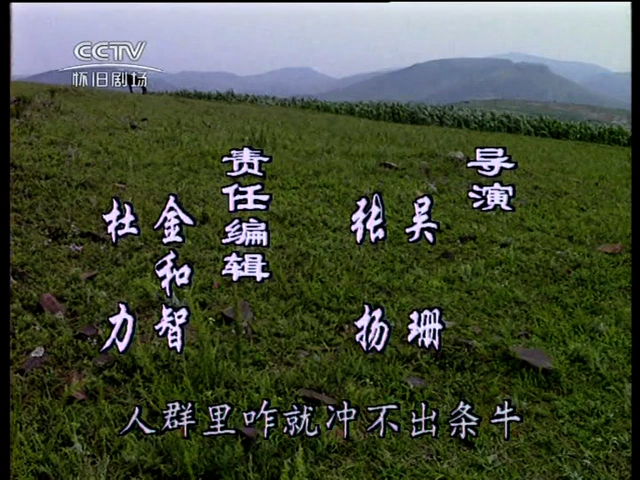 CCTV
怀旧剧场
导演
吴珊
张扬
责任编辑
金和智
杜力
人群里咋就冲不出条牛